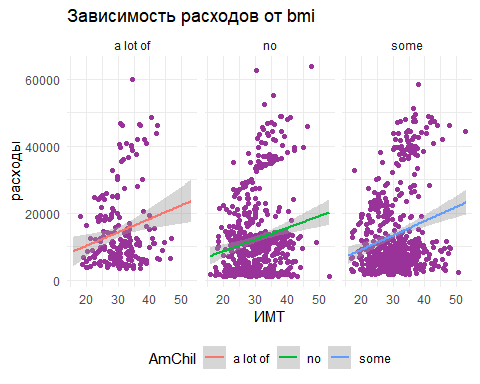 Зависимость расходов от bmi
a lot of no some
60000
40000
20000
0
расходы
20 30 40 50 20 30 40 50 20 30 40 50
ИМТ
AmChil a lot of no some